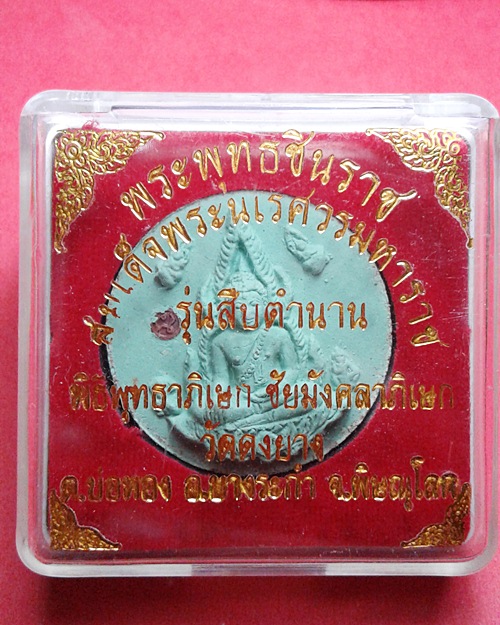 พระพุทธชินราช
สมเด็จพระนเรศวรมหาราช
รุ่นสืบตำนาน
พิธีพุทธาภิเษก ชัยมังคลาภิเษก
วัดดงยาง
ต.บ่อทอง อ.บางระกำ จ.พิษณุโลก